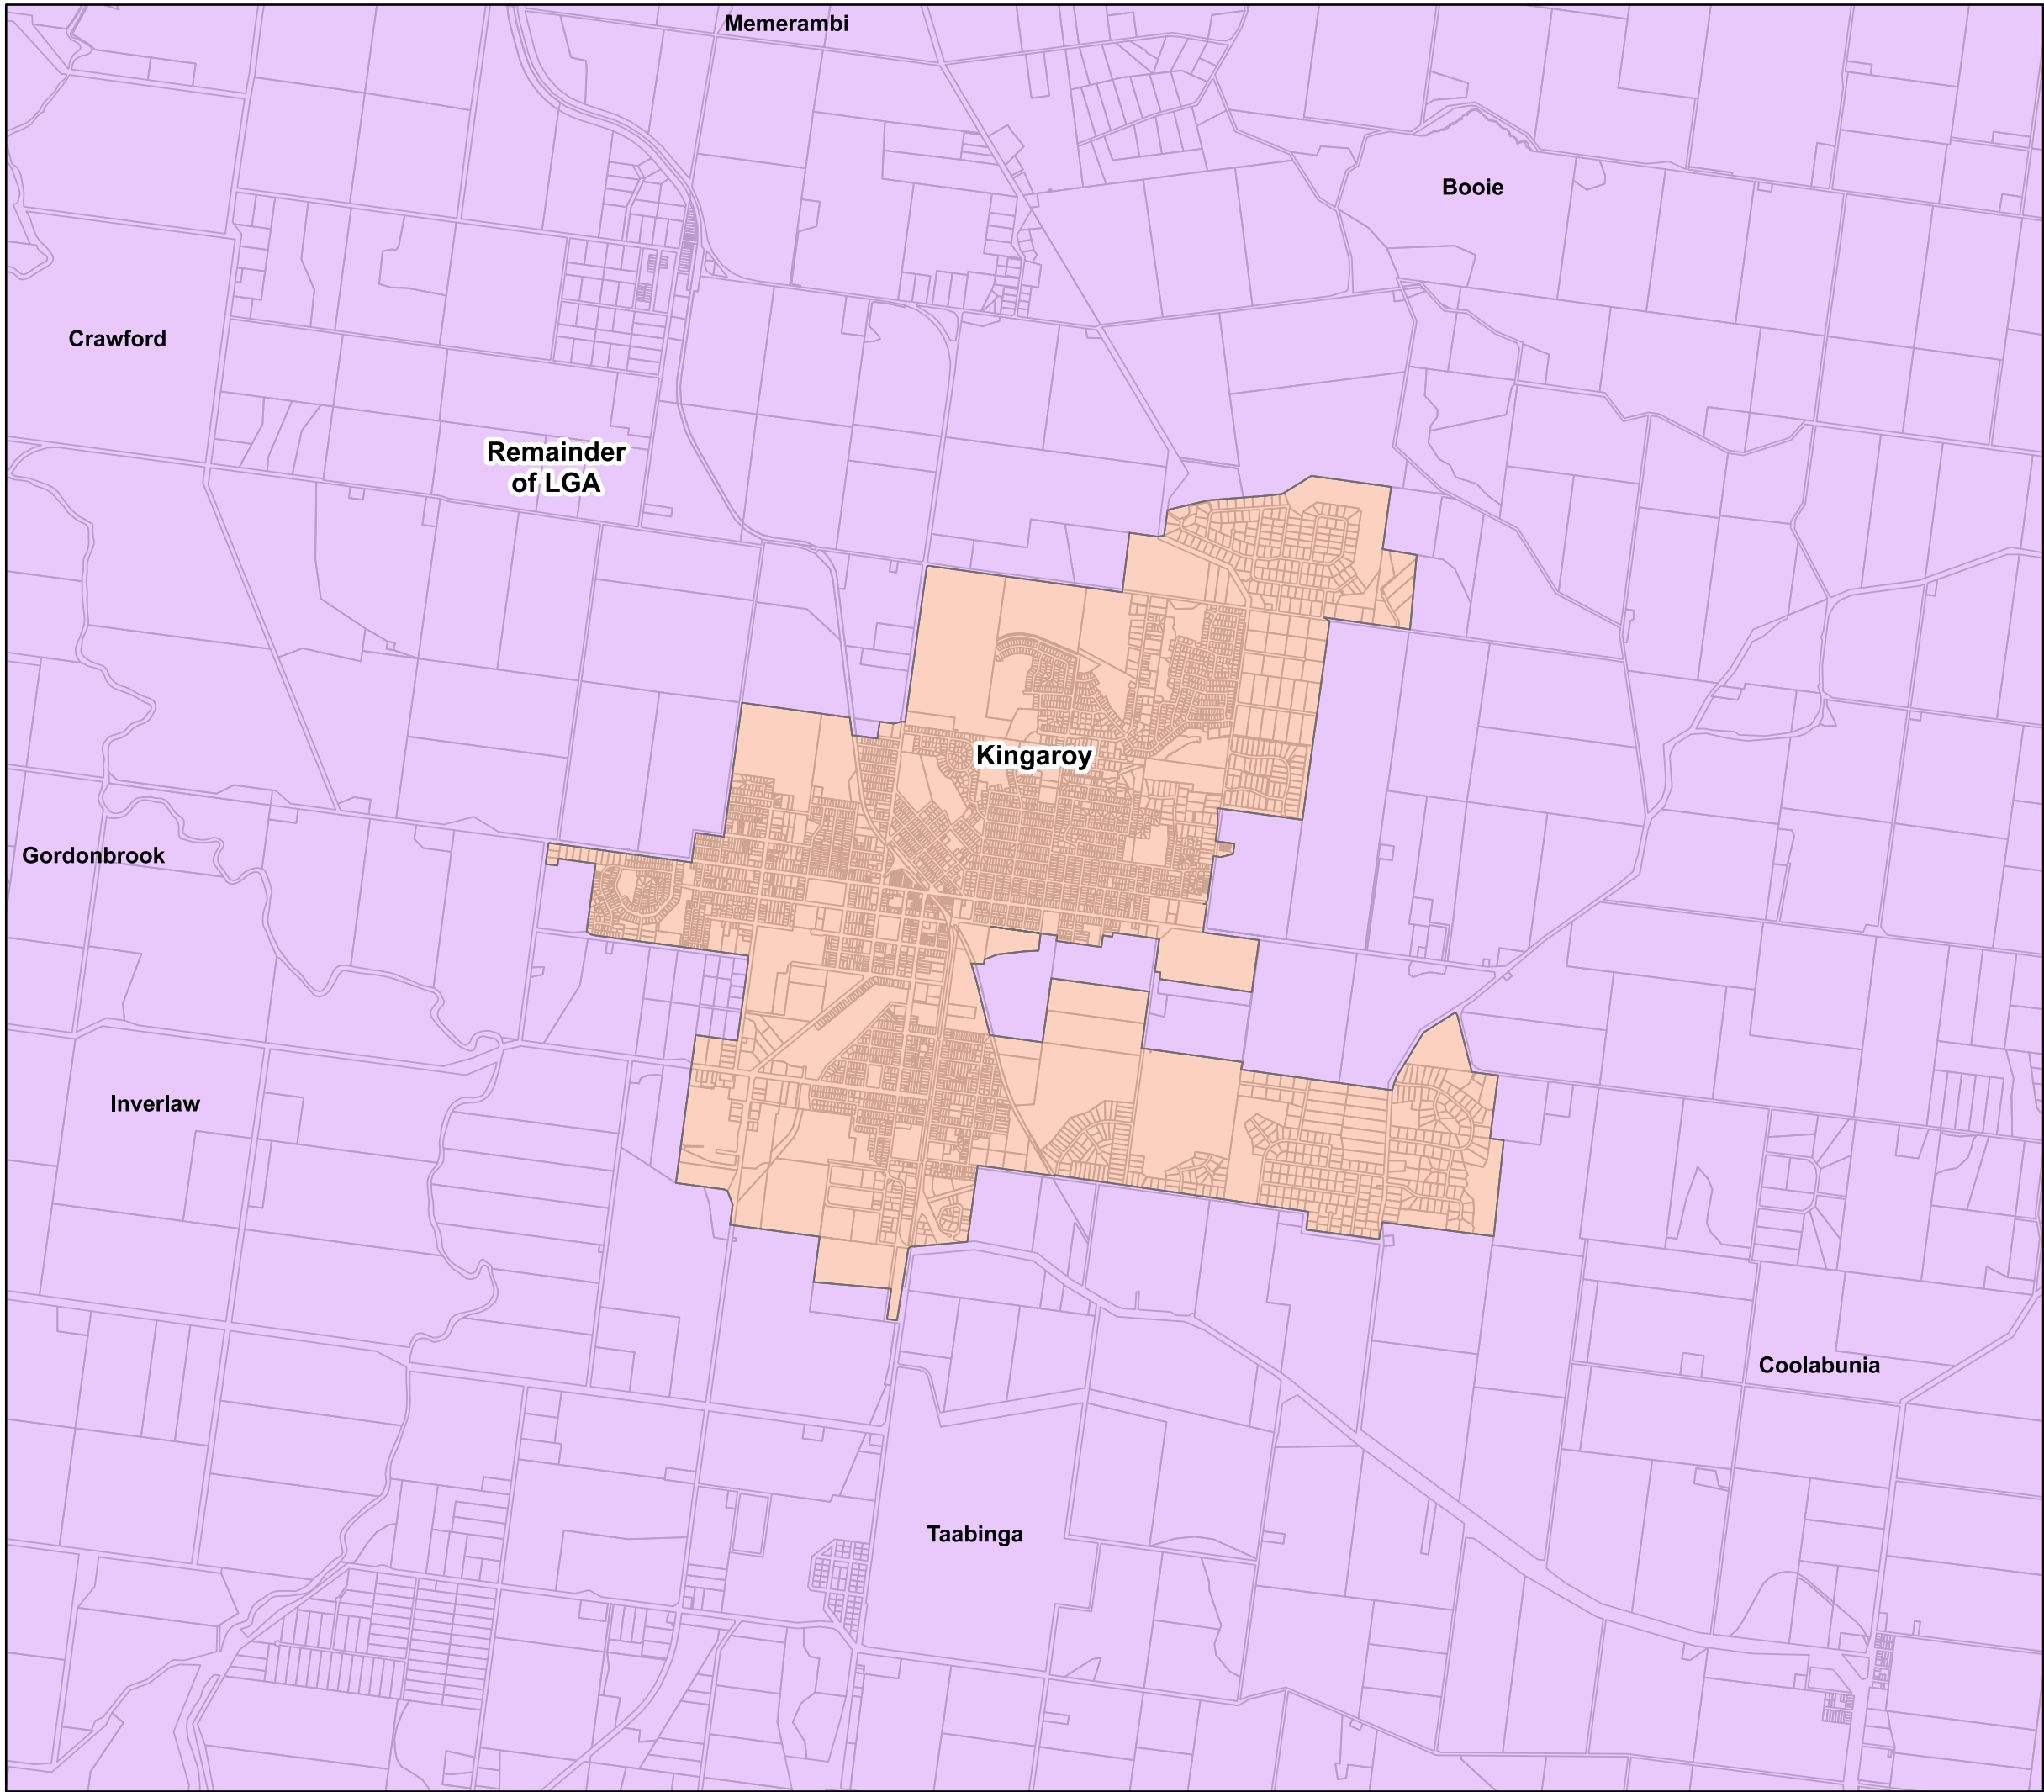 Memerambi
Booie
Crawford
Remainder
of LGA
Kingaroy
Gordonbrook
Inverlaw
Coolabunia
Taabinga